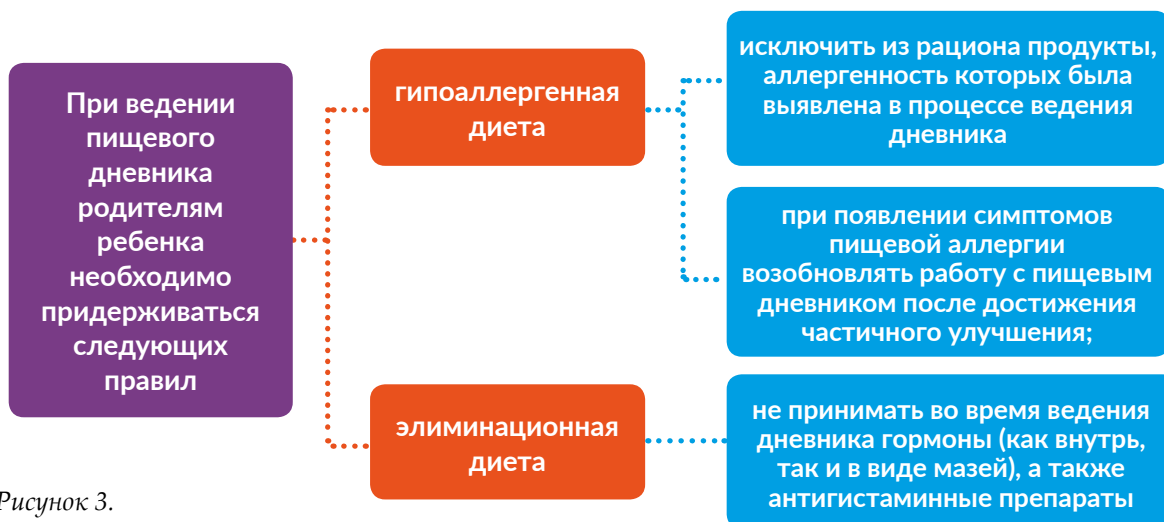 При ведении
пищевого
дневника
родителям
ребенка
необходимо
придерживаться
следующих
правил
гипоаллергенная
диета
исключить из рациона продукты,
аллергенность которых была
выявлена в процессе ведения
дневника
при появлении симптомов
пищевой аллергии
возобновлять работу с пищевым
дневником после достижения
частичного улучшения;
элиминационная
диета
не принимать во время ведения
дневника гормоны (как внутрь,
так и в виде мазей), а также
антигистаминные препараты
Рисунок 3.